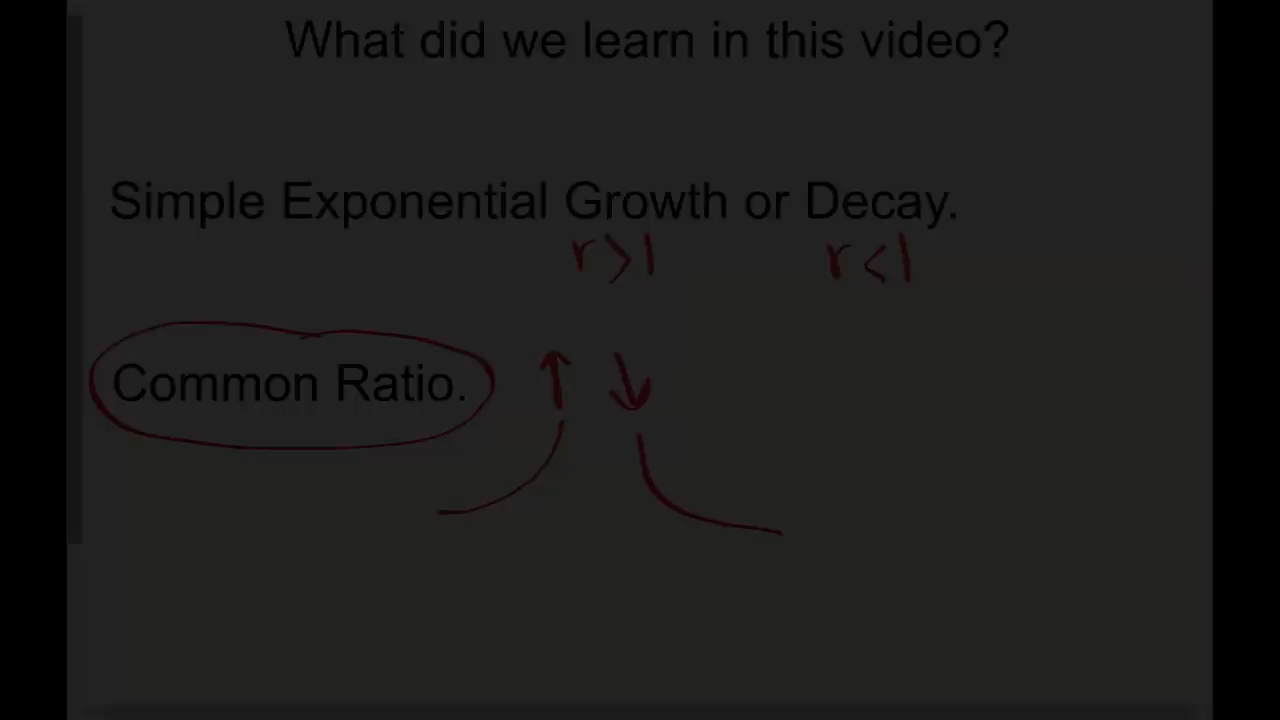 What did we learn in this video?
Simple Exponential Growth or Decay.
r>1 r<1
Common Ratio.